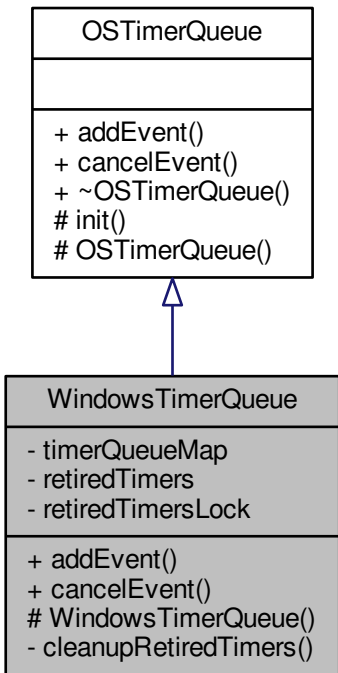 OSTimerQueue
+ addEvent()
+ cancelEvent()
+ ~OSTimerQueue()
# init()
# OSTimerQueue()
WindowsTimerQueue
- timerQueueMap
- retiredTimers
- retiredTimersLock
+ addEvent()
+ cancelEvent()
# WindowsTimerQueue()
- cleanupRetiredTimers()